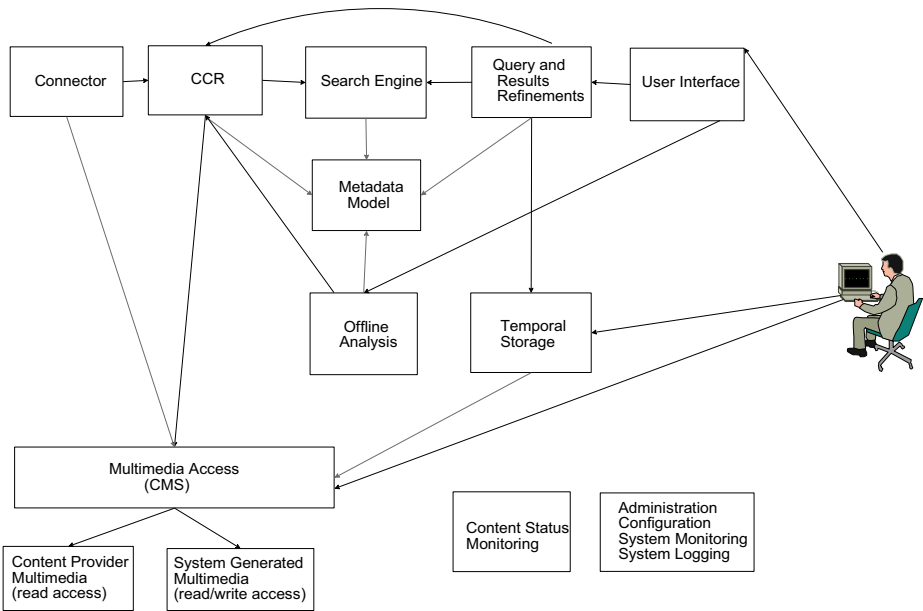 Connector
CCR
Search Engine
Query and
Results
Refinements
User Interface
Metadata
Model
Offline
Analysis
Temporal
Storage
Multimedia Access
(CMS)
Content Provider
Multimedia
(read access)
System Generated
Multimedia
(read/write access)
Content Status
Monitoring
Administration
Configuration
System Monitoring
System Logging